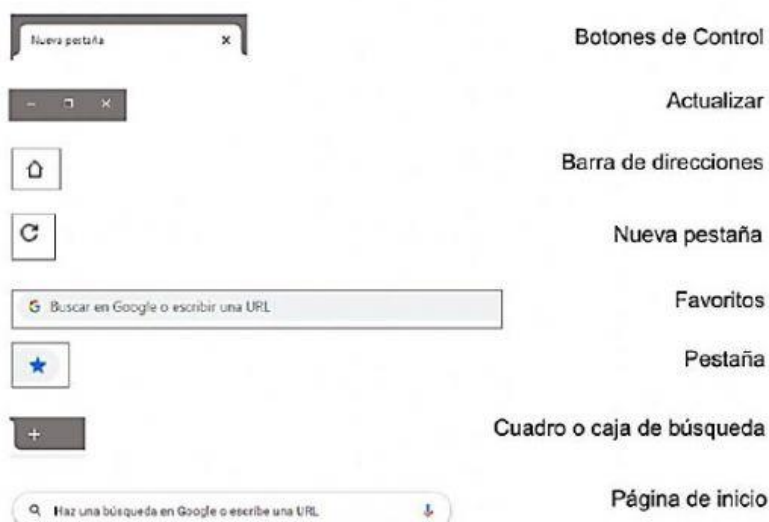 Nueva pestaña
Botones de Control
Actualizar
Barra de direcciones
Nueva pestaña
G Buscar en Google o escribir una URL
Favoritos
Pestaña
Cuadro o caja de búsqueda
Haz una búsqueda en Google o escribe una URL
Página de inicio